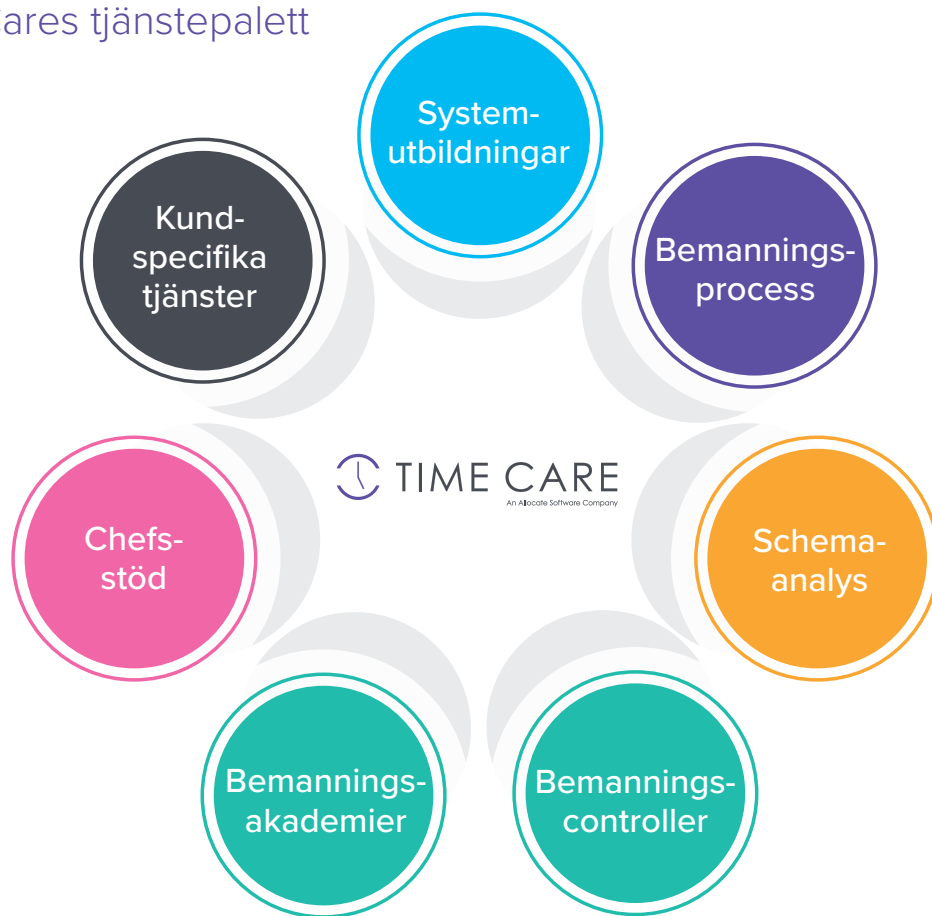 ares tjänstepalett
System-
utbildningar
Kund-
specifika
tjänster
Bemannings-
process
TIME CARE
An Allocate Software Company
Chefs-
stöd
Schema-
analys
Bemannings-
akademier
Bemannings-
controller